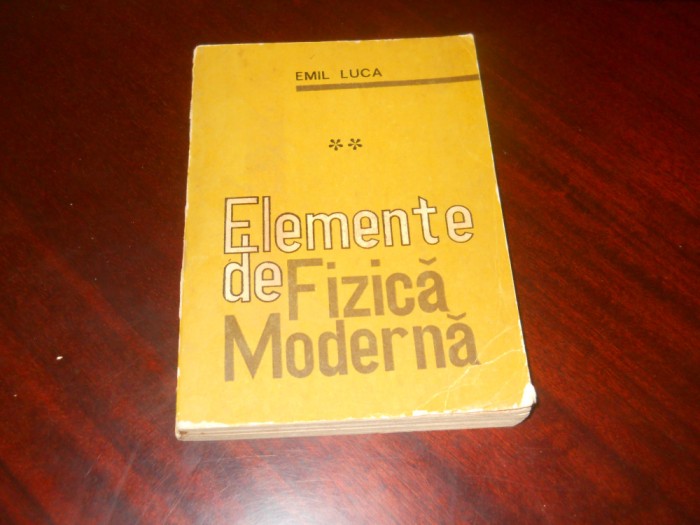 EMIL LUCA
**
Elemente
de Fizică
Modernă